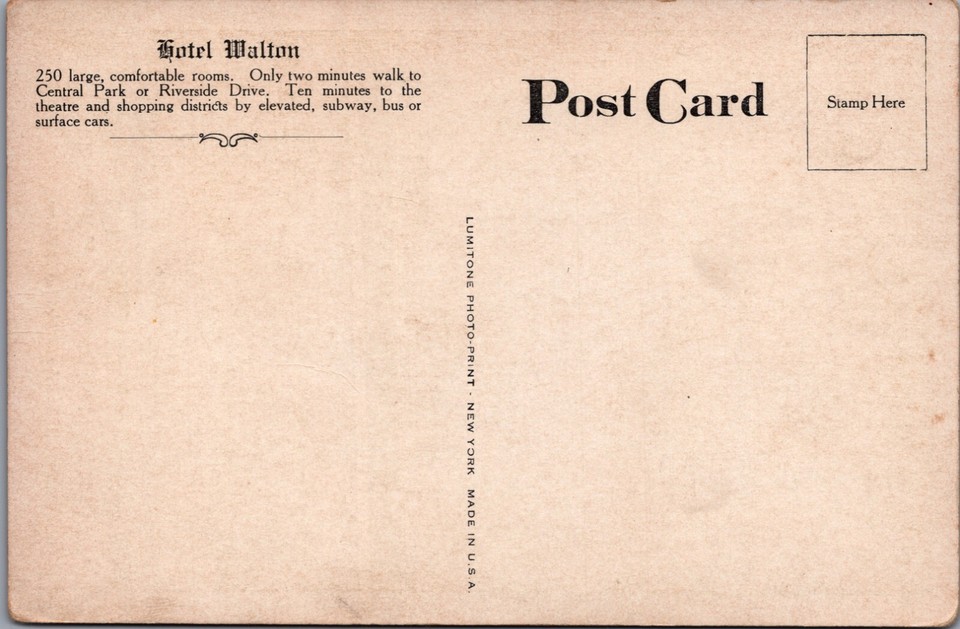 Hotel Walton
250 large, comfortable rooms. Only two minutes walk to
Central Park or Riverside Drive. Ten minutes to the
theatre and shopping districts by elevated, subway, bus or
surface cars.
Post Card
Stamp Here
LUMITONE PHOTO-PRINT - NEW YORK MADE IN U.S.A.